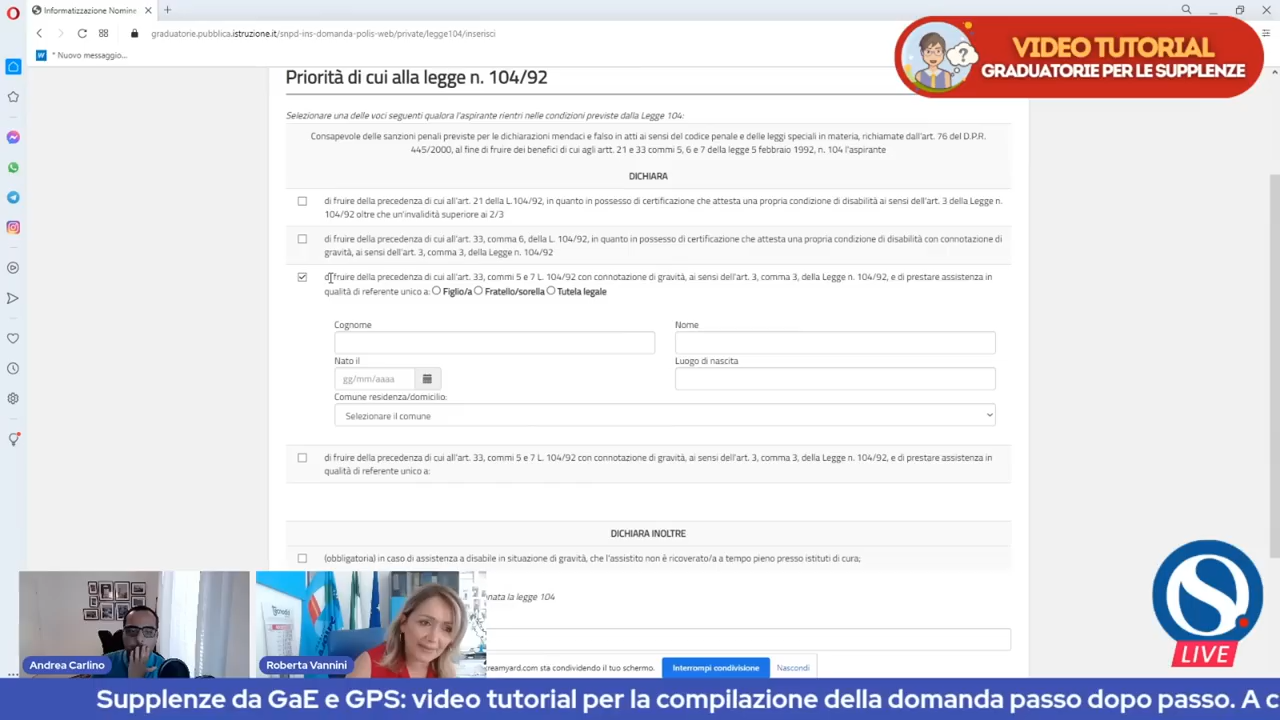 Informatizzazione Nomine
graduatorie.pubblica.istruzione.it/snpd-ins-domanda-polis-web/private/legge104/inserisci
* Nuovo messaggio...
VIDEO TUTORIAL
GRADUATORIE PER LE SUPPLENZE
Priorità di cui alla legge n. 104/92
Selezionare una delle voci seguenti qualora l'aspirante rientri nelle condizioni previste dalla Legge 104:
Consapevole delle sanzioni penali previste per le dichiarazioni mendaci e falso in atti ai sensi del codice penale e delle leggi speciali in materia, richiamate dall'art. 76 del D.P.R.
445/2000, al fine di fruire dei benefici di cui agli artt. 21 e 33 commi 5, 6 e 7 della legge 5 febbraio 1992, n. 104 l'aspirante
DICHIARA
di fruire della precedenza di cui all'art. 21 della L.104/92, in quanto in possesso di certificazione che attesta una propria condizione di disabilità ai sensi dell'art. 3 della Legge n.
104/92 oltre che un'invalidità superiore ai 2/3
di fruire della precedenza di cui all'art. 33, comma 6, della L. 104/92, in quanto in possesso di certificazione che attesta una propria condizione di disabilità con connotazione di
gravità, ai sensi dell'art. 3, comma 3, della Legge n. 104/92
di fruire della precedenza di cui all'art. 33, commi 5 e 7 L. 104/92 con connotazione di gravità, ai sensi dell'art. 3, comma 3, della Legge n. 104/92, e di prestare assistenza in
qualità di referente unico a: Figlio/a Fratello/sorella Tutela legale
Cognome
Nome
Nato il
Luogo di nascita
gg/mm/aaaa
Comune residenza/domicilio:
Selezionare il comune
di fruire della precedenza di cui all'art. 33, commi 5 e 7 L. 104/92 con connotazione di gravità, ai sensi dell'art. 3, comma 3, della Legge n. 104/92, e di prestare assistenza in
qualità di referente unico a:
DICHIARA INOLTRE
(obbligatorio) in caso di assistenza a disabile in situazione di gravità, che l'assistito non è ricoverato/a a tempo pieno presso istituti di cura;
nata la legge 104
reamyard.com sta condividendo il tuo schermo.
Interrompi condivisione
Nascondi
Andrea Carlino
Roberta Vannini
S
LIVE
Supplenze da GaE e GPS: video tutorial per la compilazione della domanda passo dopo passo. A c